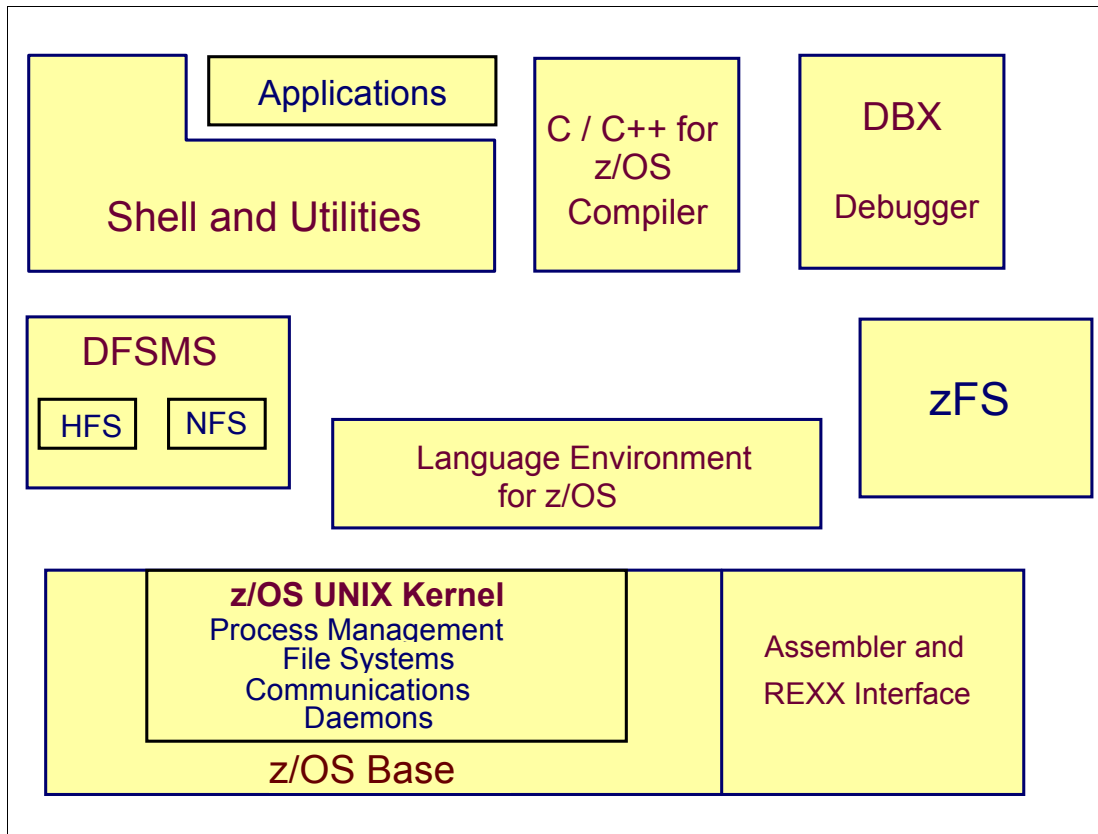 Applications
Shell and Utilities
C / C++ for
z/OS
Compiler
DBX
Debugger
DFSMS
HFS
NFS
Language Environment
for z/OS
zFS
z/OS UNIX Kernel
Process Management
File Systems
Communications
Daemons
z/OS Base
Assembler and
REXX Interface